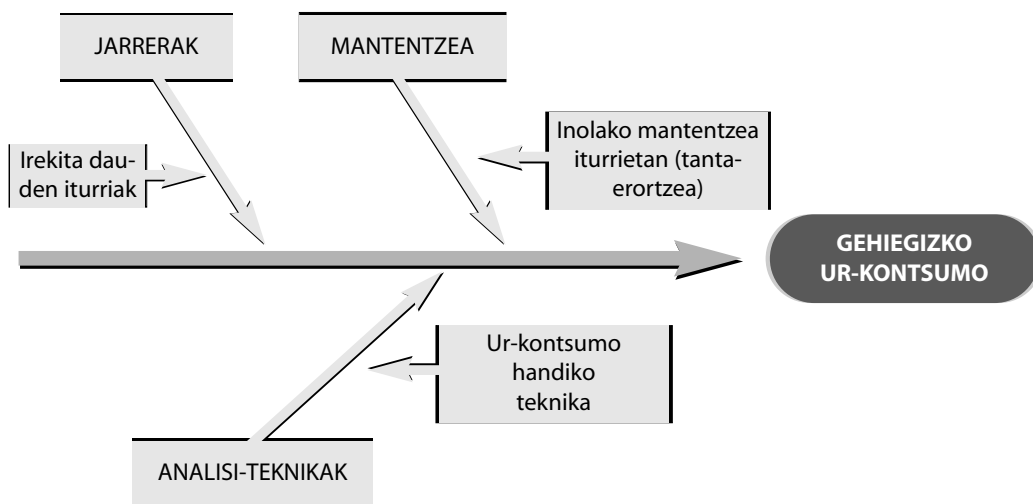 JARRERAK
MANTENTZEA
Irekita dau-
den iturriak
Inolako mantentzea
iturrietan (tanta-
erortzea)
GEHIEGIZKO
UR-KONTSUMO
Ur-kontsumo
handiko
teknika
ANALISI-TEKNIKAK